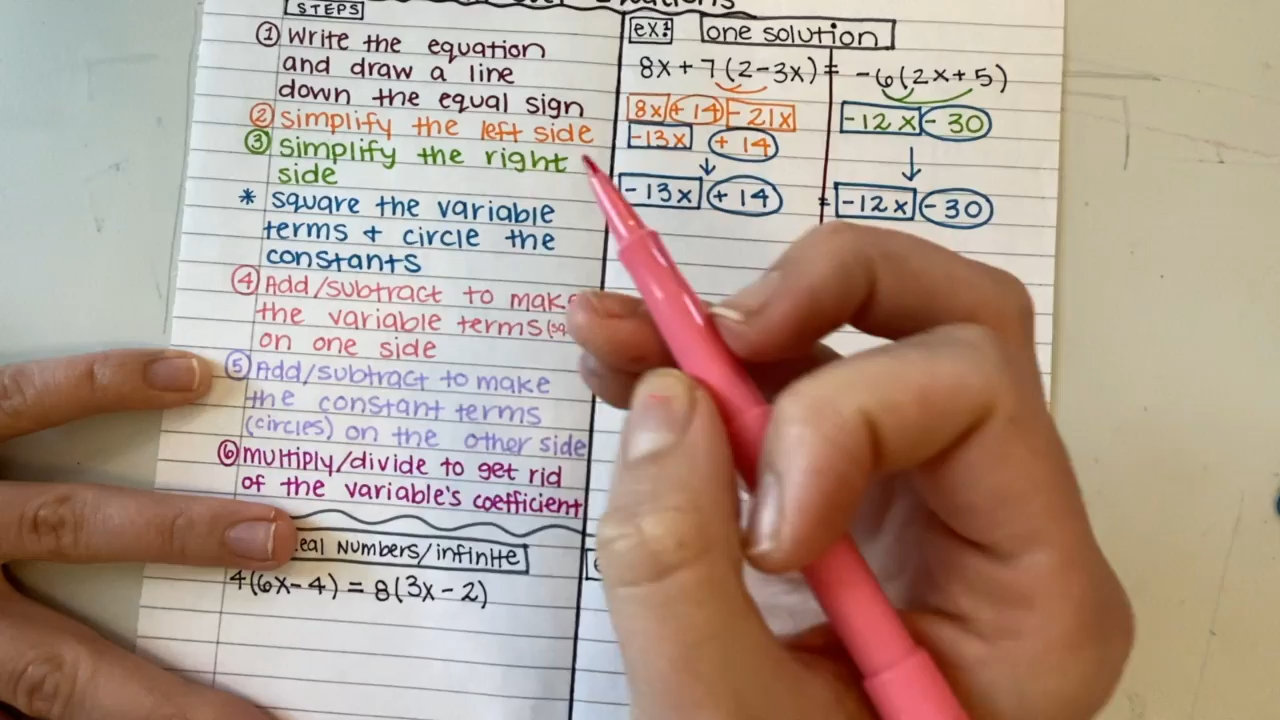 STEPS
① Write the equation
and draw a line
down the equal sign
② simplify the left side
③ simplify the right
side
* square the variable
terms + circle the
constants
④ Add/subtract to make
the variable terms
on one side
⑤ Add/subtract to make
the constant terms
(circles) on the other side
⑥ multiply/divide to get rid
of the variable's coefficient
Numbers/infinite
4(6x-4) = 8(3x-2)
ex: one solution
8x+7(2-3x) = -6(2x+5)
8x + 14 - 21x -12x - 30
-13x + 14
-13x + 14 = -12x - 30